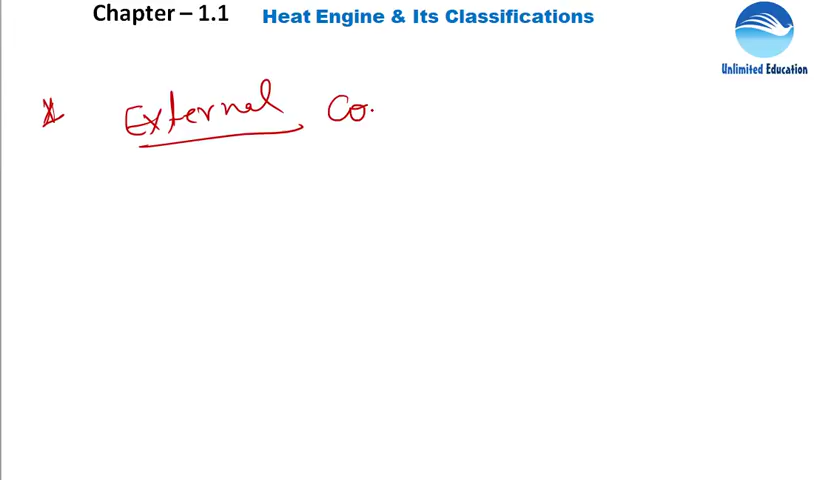 Chapter – 1.1 Heat Engine & Its Classifications
Unlimited Education
* External Co.